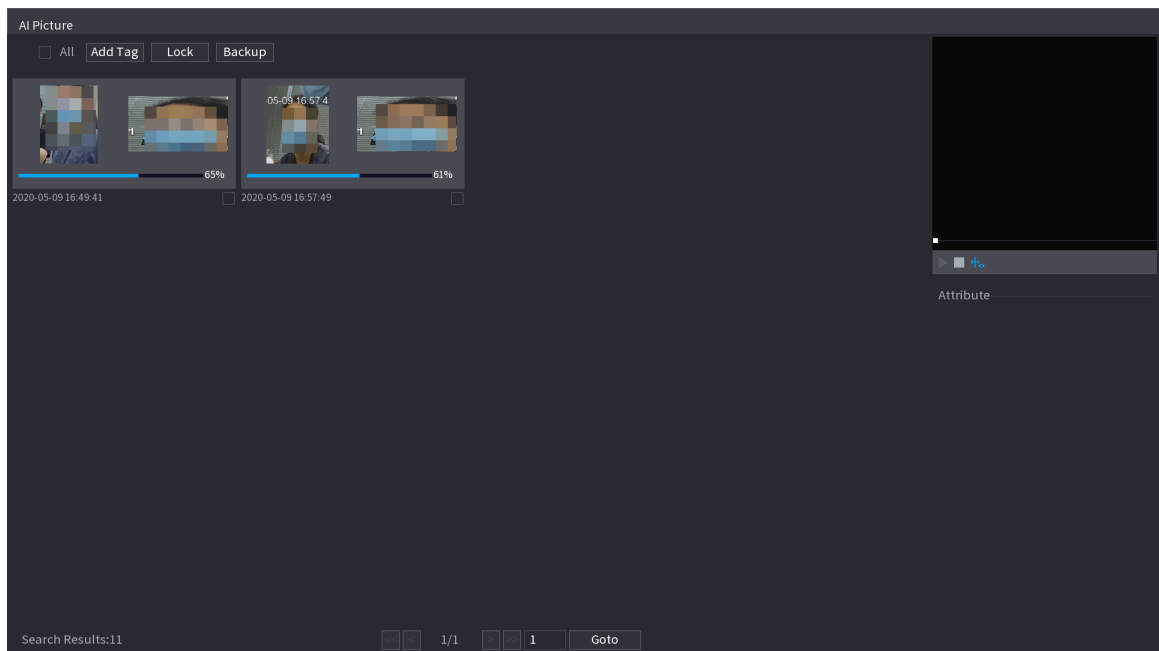 AI Picture
All Add Tag Lock Backup
05-09 16:57:4
65% 61%
2020-05-09 16:49:41 2020-05-09 16:57:49
Attribute
Search Results:11 << < 1/1 > >> 1 Goto